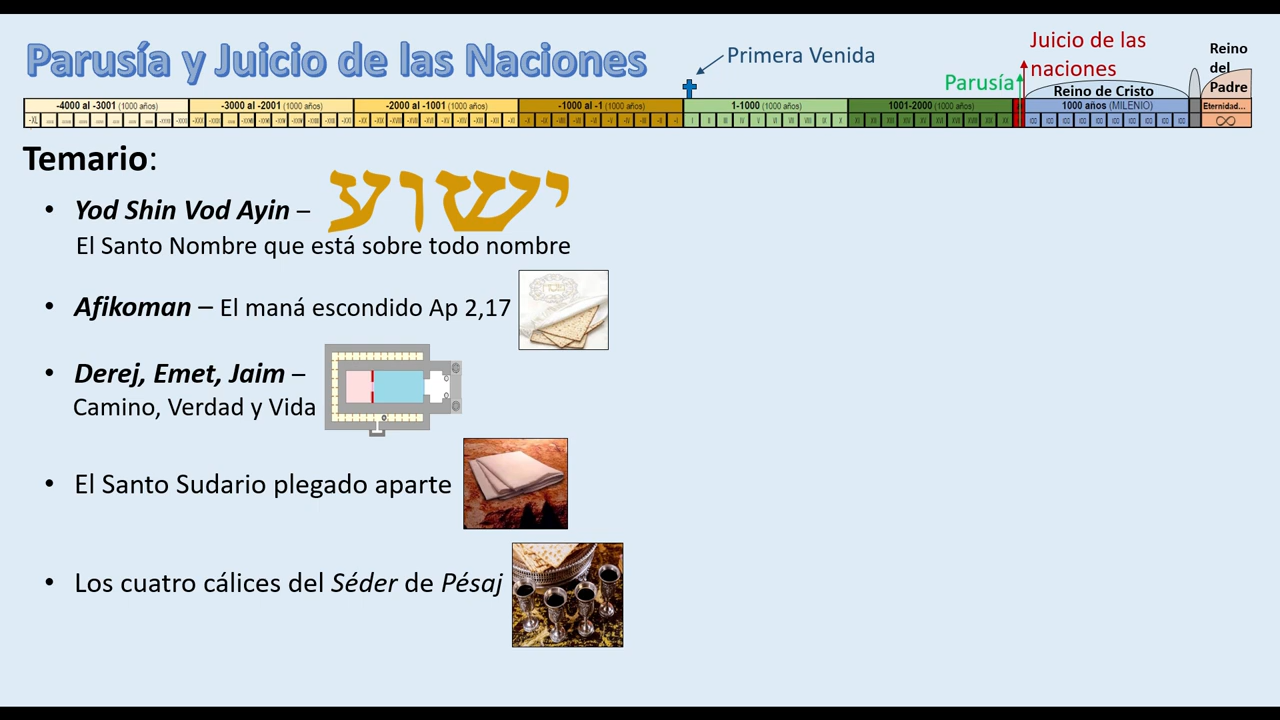 Parusía y Juicio de las Naciones
Primera Venida
Parusía
Juicio de las
naciones
Reino de Cristo
Reino
del
Padre
-4000 al -3001 (1000 años)
-3000 al -2001 (1000 años)
-2000 al -1001 (1000 años)
-1000 al -1 (1000 años)
1-1000 (1000 años)
1001-2000 (1000 años)
1000 años (MILENIO)
Eternidad...
∞
Temario:
• Yod Shin Vod Ayin – ישוע
El Santo Nombre que está sobre todo nombre
• Afikoman – El maná escondido Ap 2,17
• Derej, Emet, Jaim –
Camino, Verdad y Vida
• El Santo Sudario plegado aparte
• Los cuatro cálices del Séder de Pésaj